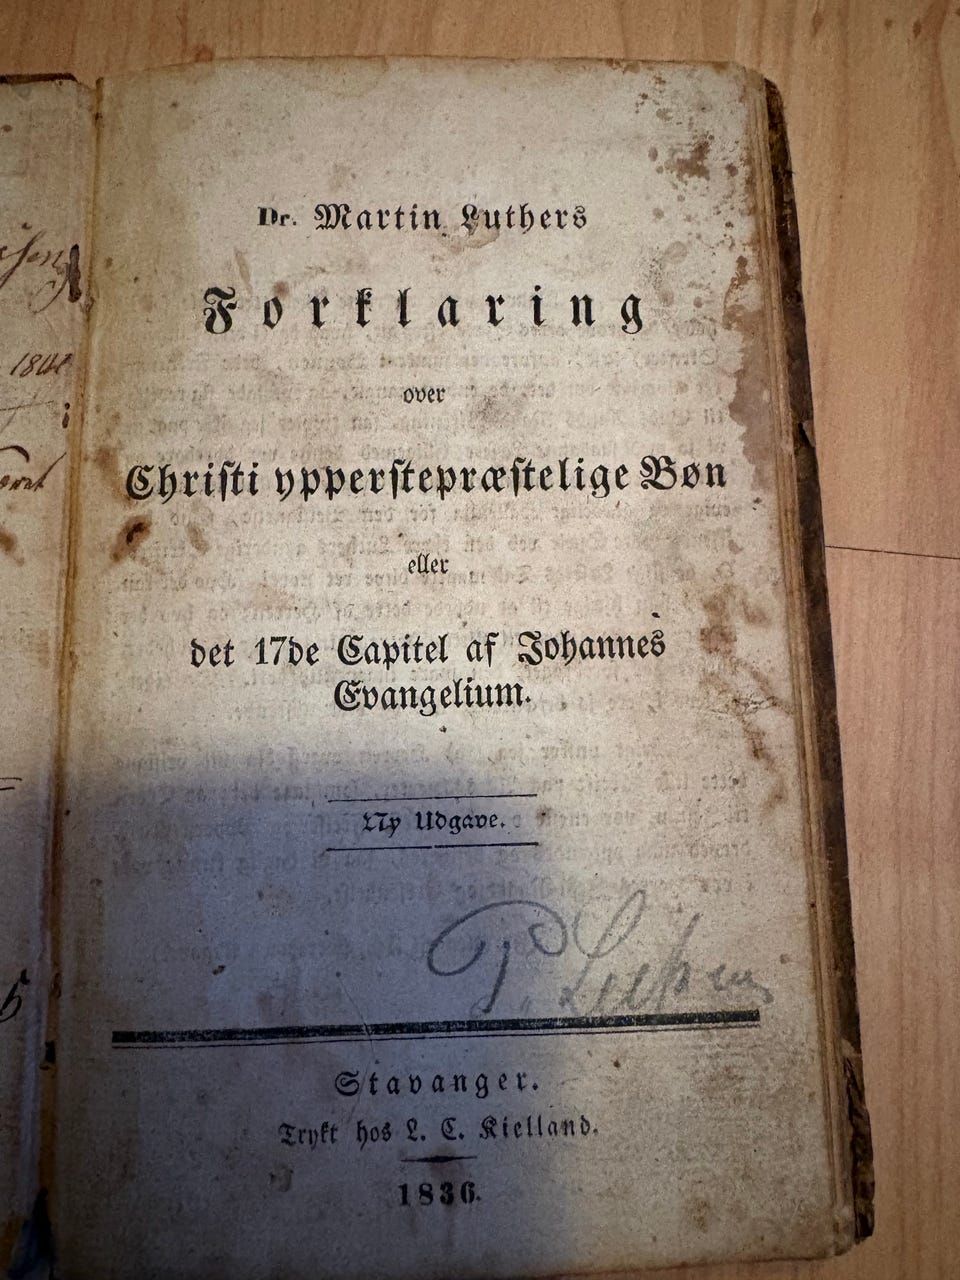 1841
Dr. Martin Luthers
Forklaring
over
Christi ypperstepræstelige Bøn
eller
det 17de Capitel af Johannes
Evangelium.
Ny Udgave.
Stavanger.
Trykt hos L. C. Kielland.
1836.